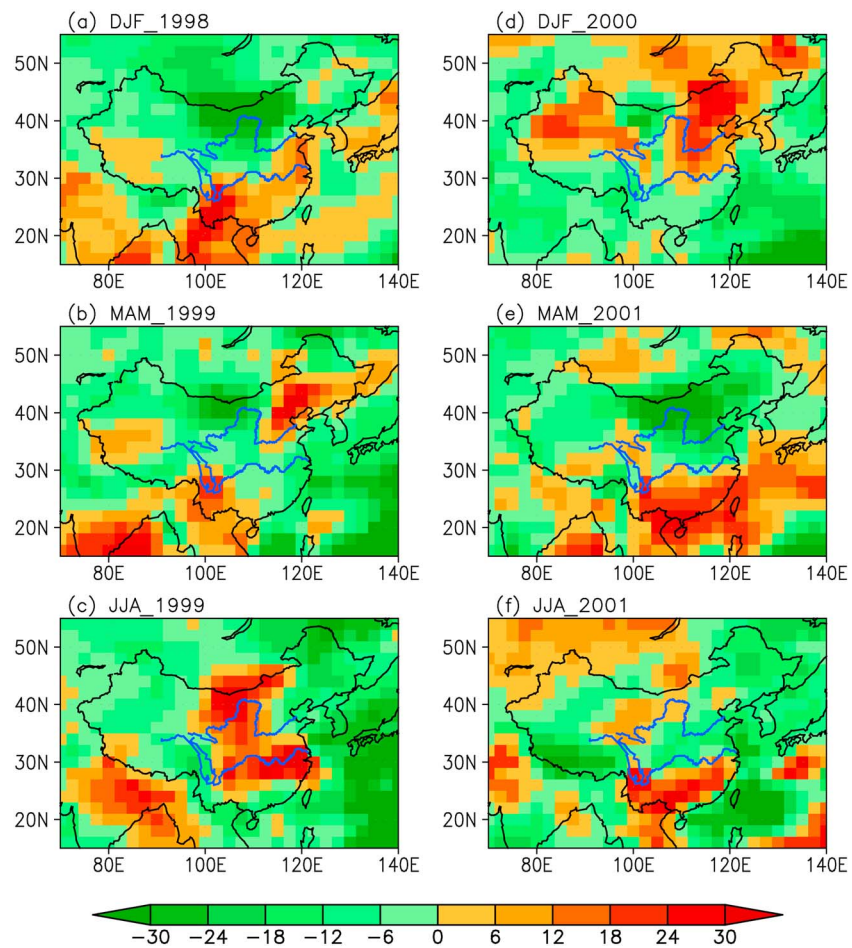 (a) DJF_1998
50N
40N
30N
20N
80E 100E 120E 140E
(d) DJF_2000
50N
40N
30N
20N
80E 100E 120E 140E
(b) MAM_1999
50N
40N
30N
20N
80E 100E 120E 140E
(e) MAM_2001
50N
40N
30N
20N
80E 100E 120E 140E
(c) JJA_1999
50N
40N
30N
20N
80E 100E 120E 140E
(f) JJA_2001
50N
40N
30N
20N
80E 100E 120E 140E
−30 −24 −18 −12 −6 0 6 12 18 24 30